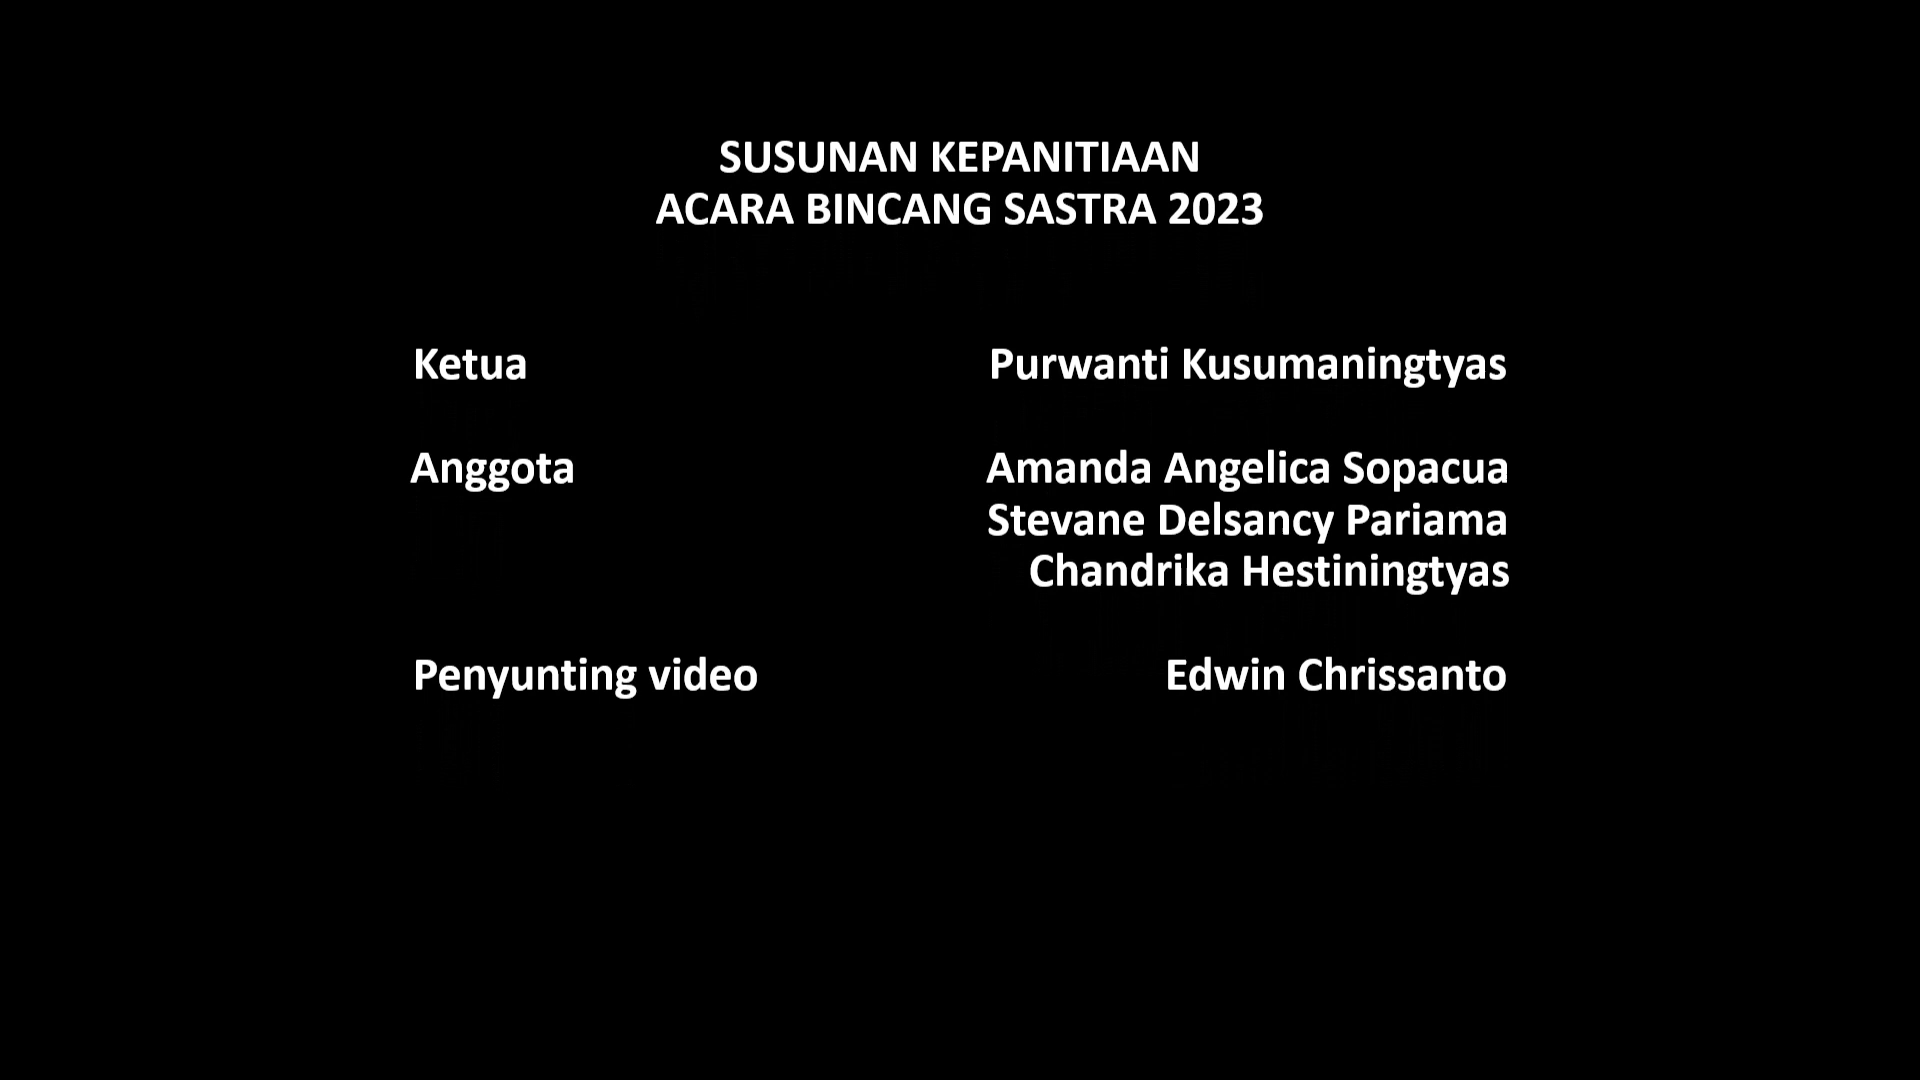 SUSUNAN KEPANITIAAN
ACARA BINCANG SASTRA 2023
Ketua Purwanti Kusumaningtyas
Anggota Amanda Angelica Sopacua
Stevane Delsancy Pariama
Chandrika Hestiningtyas
Penyunting video Edwin Chrissanto